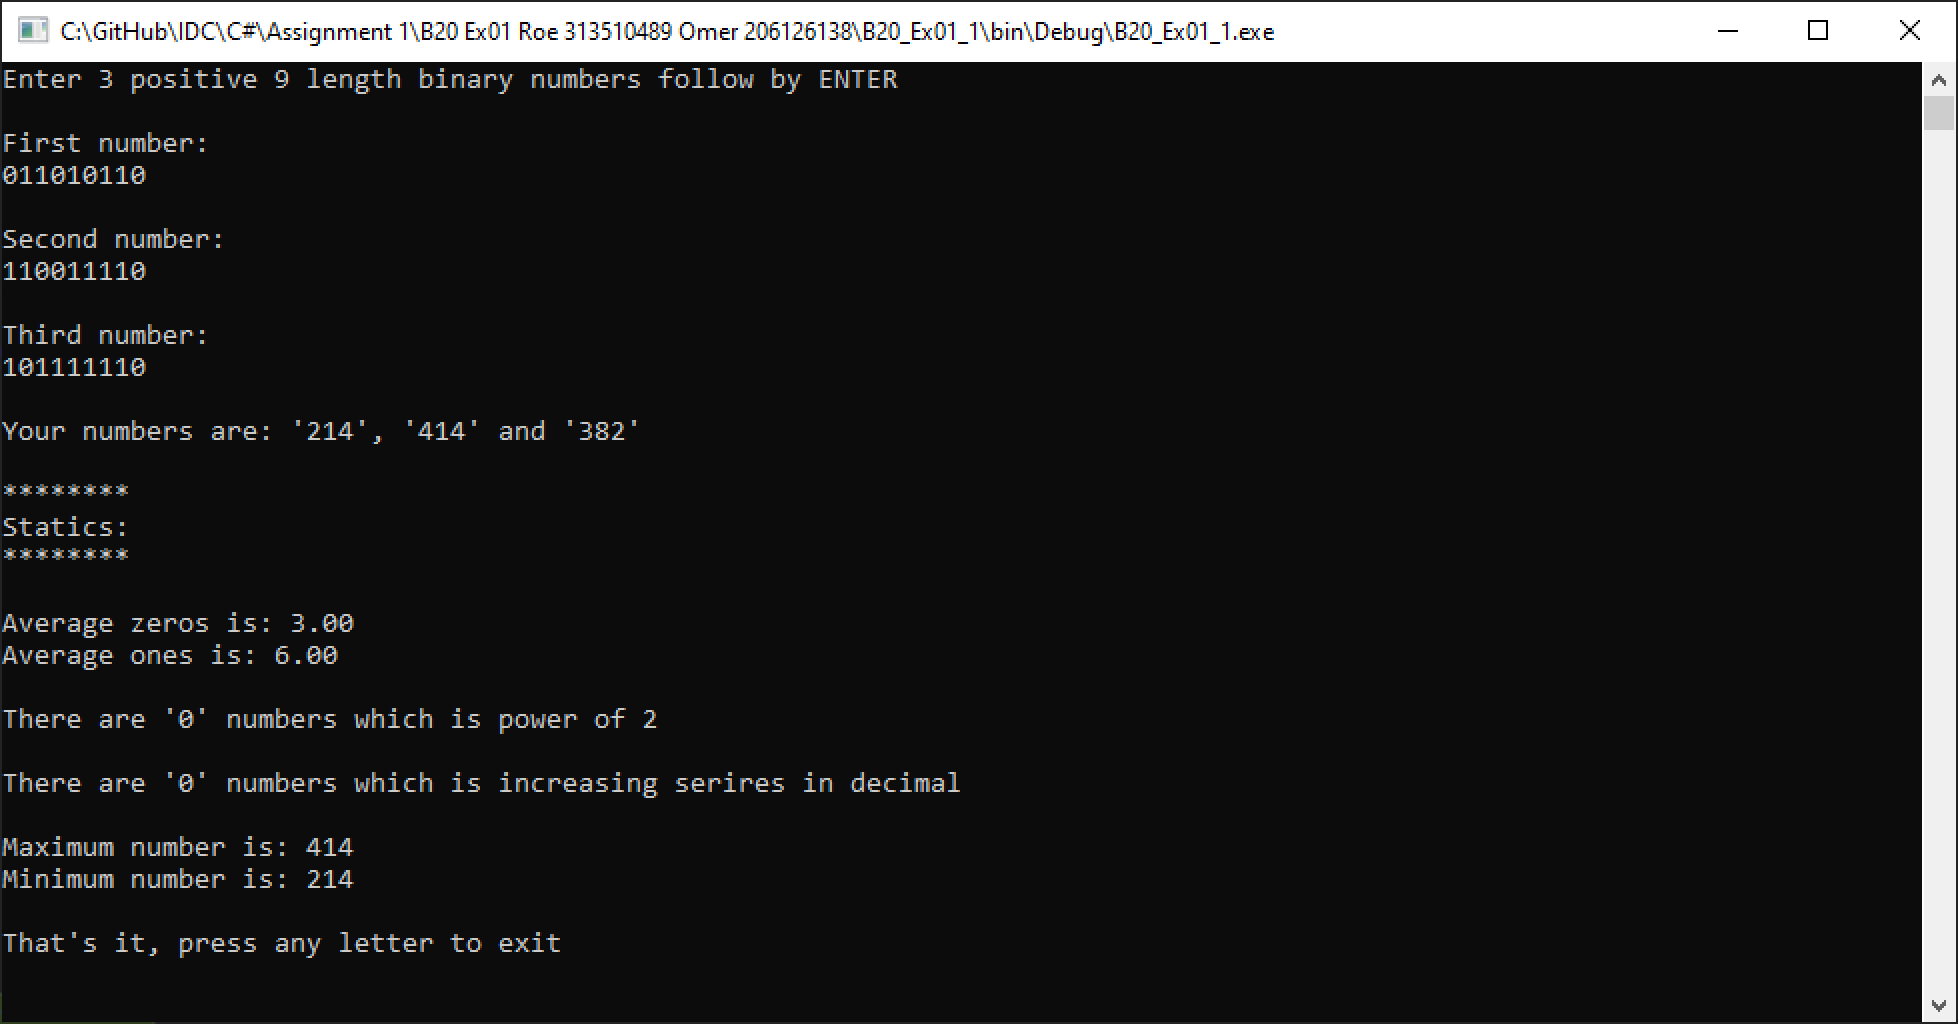 C:\GitHub\IDC\C#\Assignment 1\B20 Ex01 Roe 313510489 Omer 206126138\B20_Ex01_1\bin\Debug\B20_Ex01_1.exe
Enter 3 positive 9 length binary numbers follow by ENTER
First number:
011010110
Second number:
110011110
Third number:
101111110
Your numbers are: '214', '414' and '382'
********
Statics:
********
Average zeros is: 3.00
Average ones is: 6.00
There are '0' numbers which is power of 2
There are '0' numbers which is increasing serires in decimal
Maximum number is: 414
Minimum number is: 214
That's it, press any letter to exit